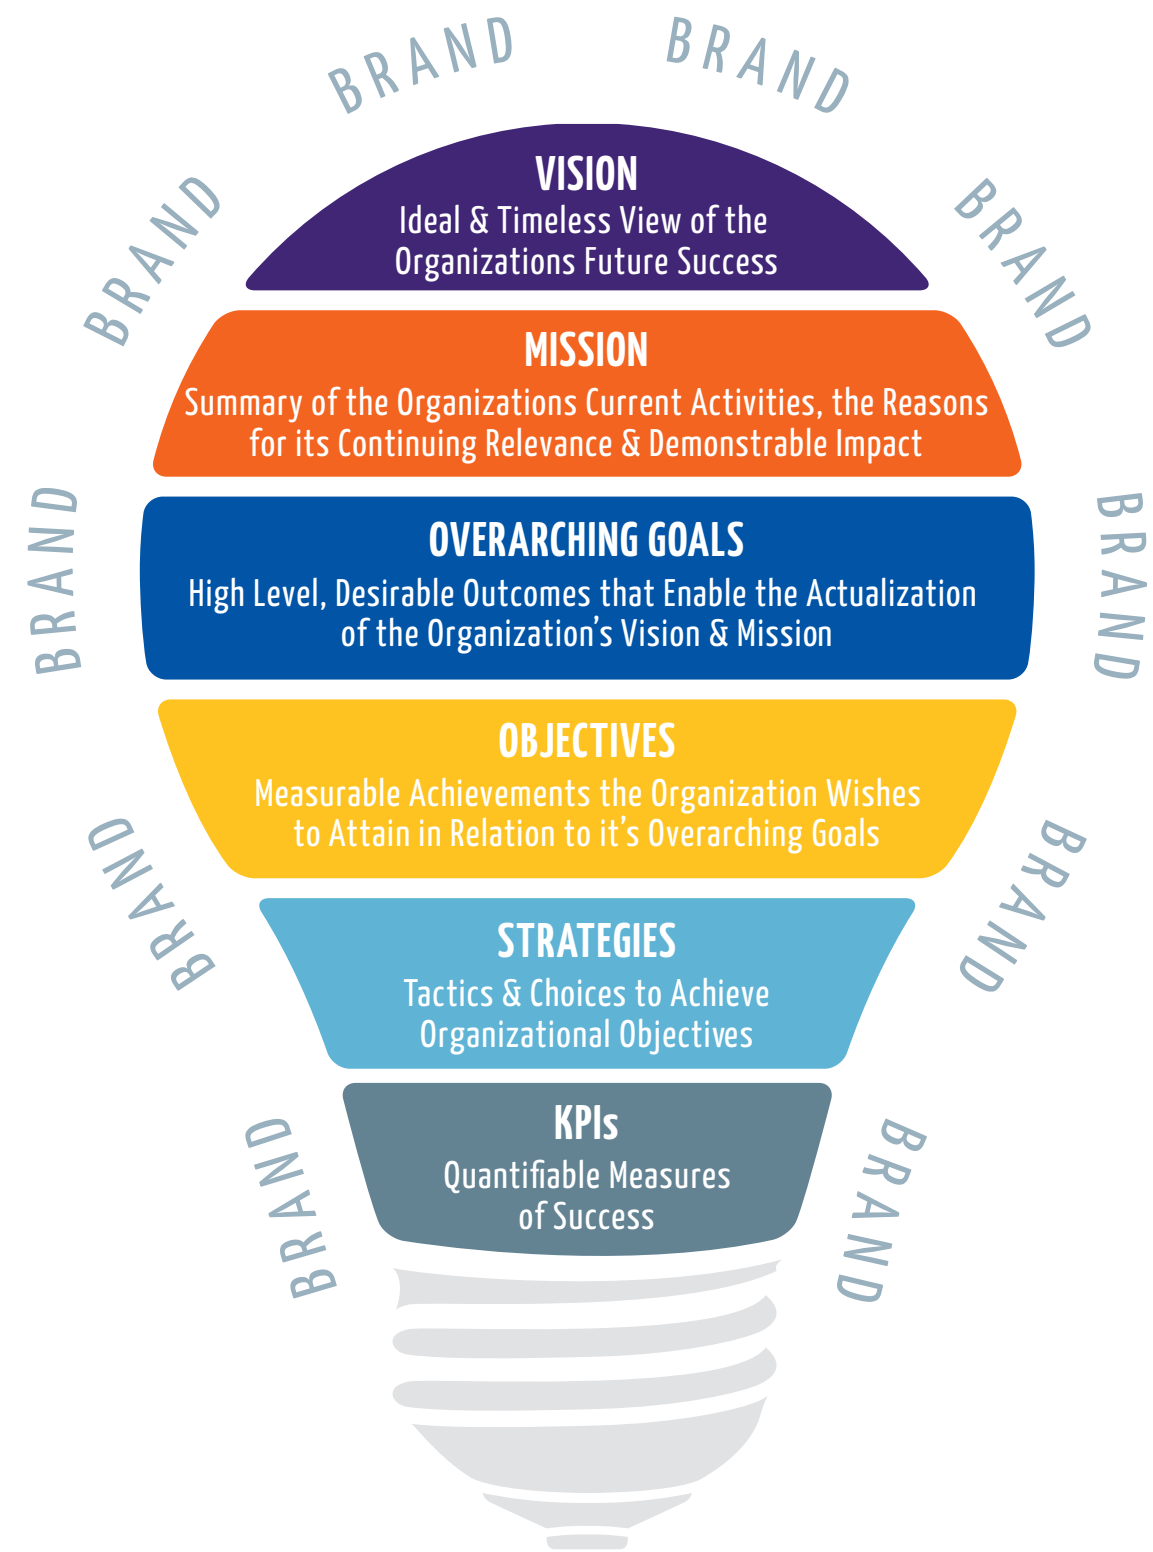 BRAND
BRAND
BRAND
BRAND
VISION
Ideal & Timeless View of the
Organizations Future Success
MISSION
Summary of the Organizations Current Activities, the Reasons
for its Continuing Relevance & Demonstrable Impact
BRAND
BRAND
OVERARCHING GOALS
High Level, Desirable Outcomes that Enable the Actualization
of the Organization's Vision & Mission
OBJECTIVES
Measurable Achievements the Organization Wishes
to Attain in Relation to it's Overarching Goals
BRAND
BRAND
STRATEGIES
Tactics & Choices to Achieve
Organizational Objectives
KPIs
Quantifiable Measures
of Success
BRAND
BRAND